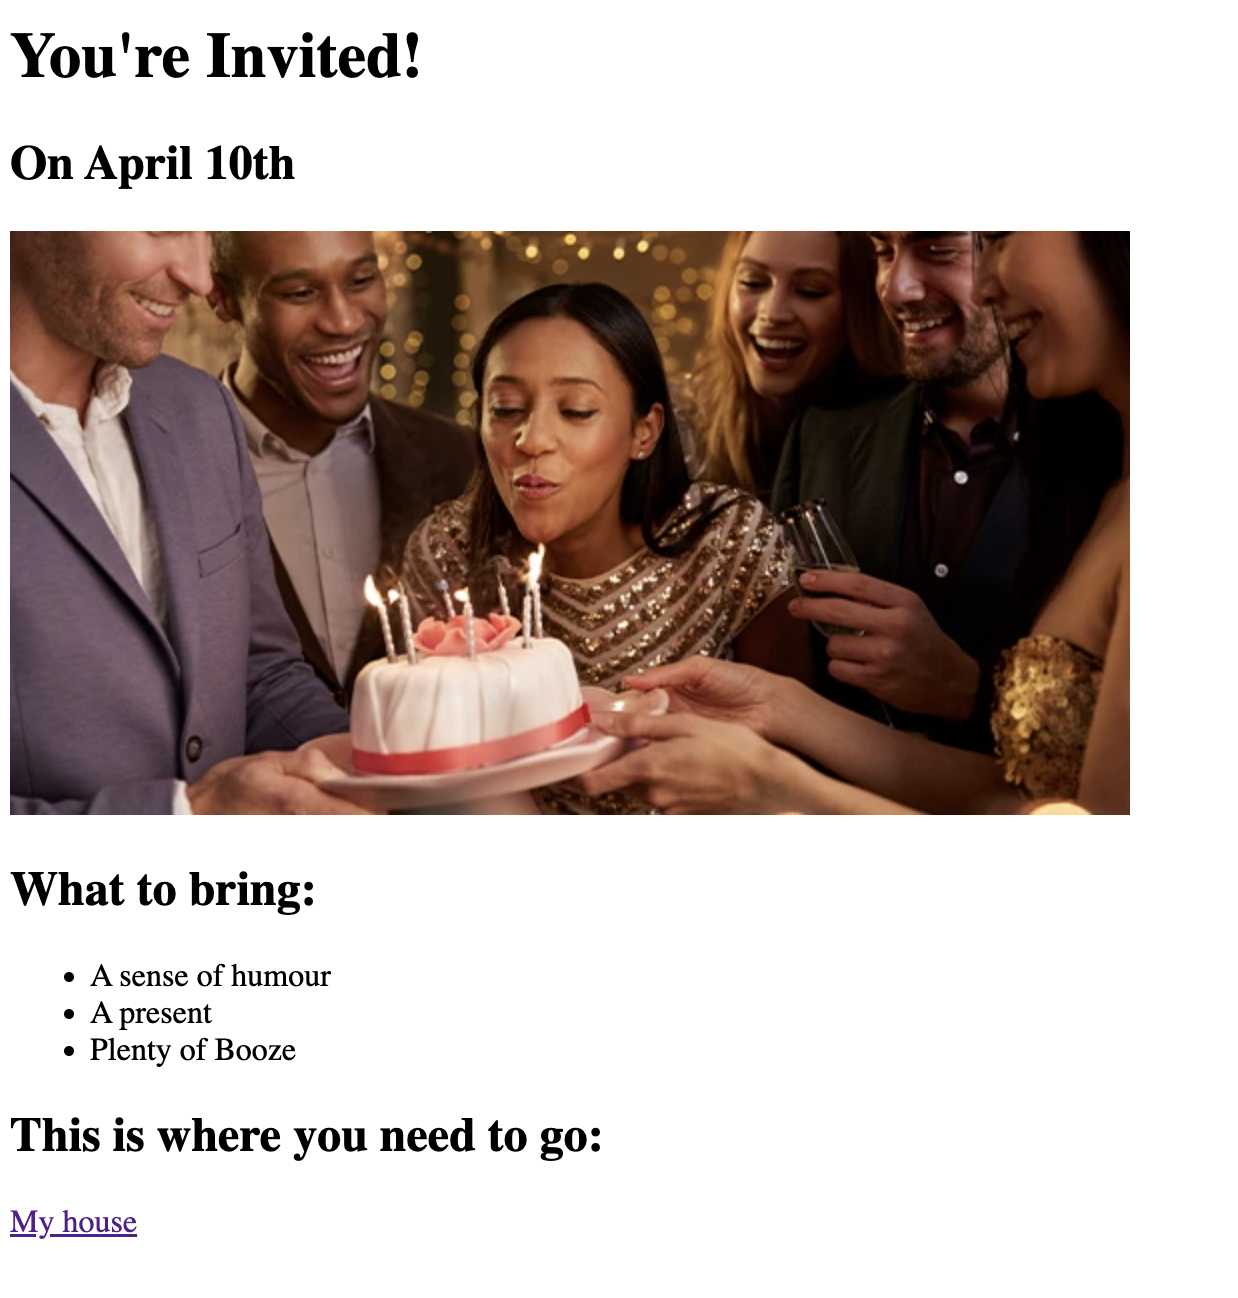 You're Invited!
On April 10th
What to bring:
A sense of humour
A present
Plenty of Booze
This is where you need to go:
My house